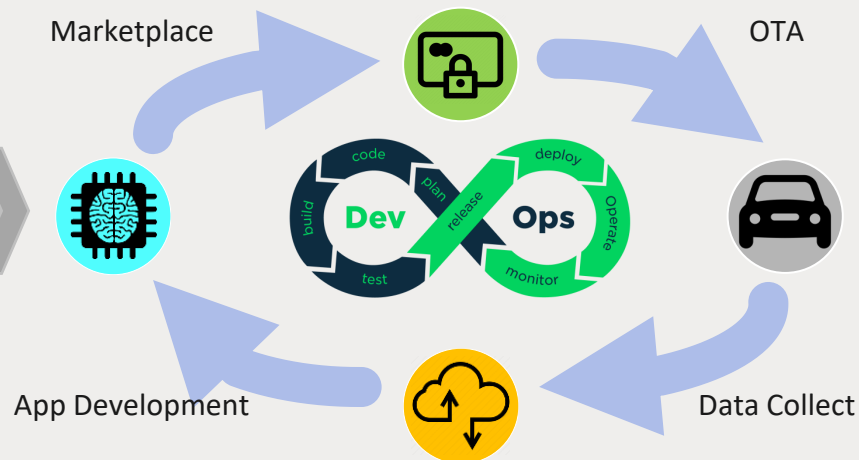 Marketplace
OTA
code
deploy
plan
release
build
Dev
Ops
Operate
test
monitor
App Development
Data Collect